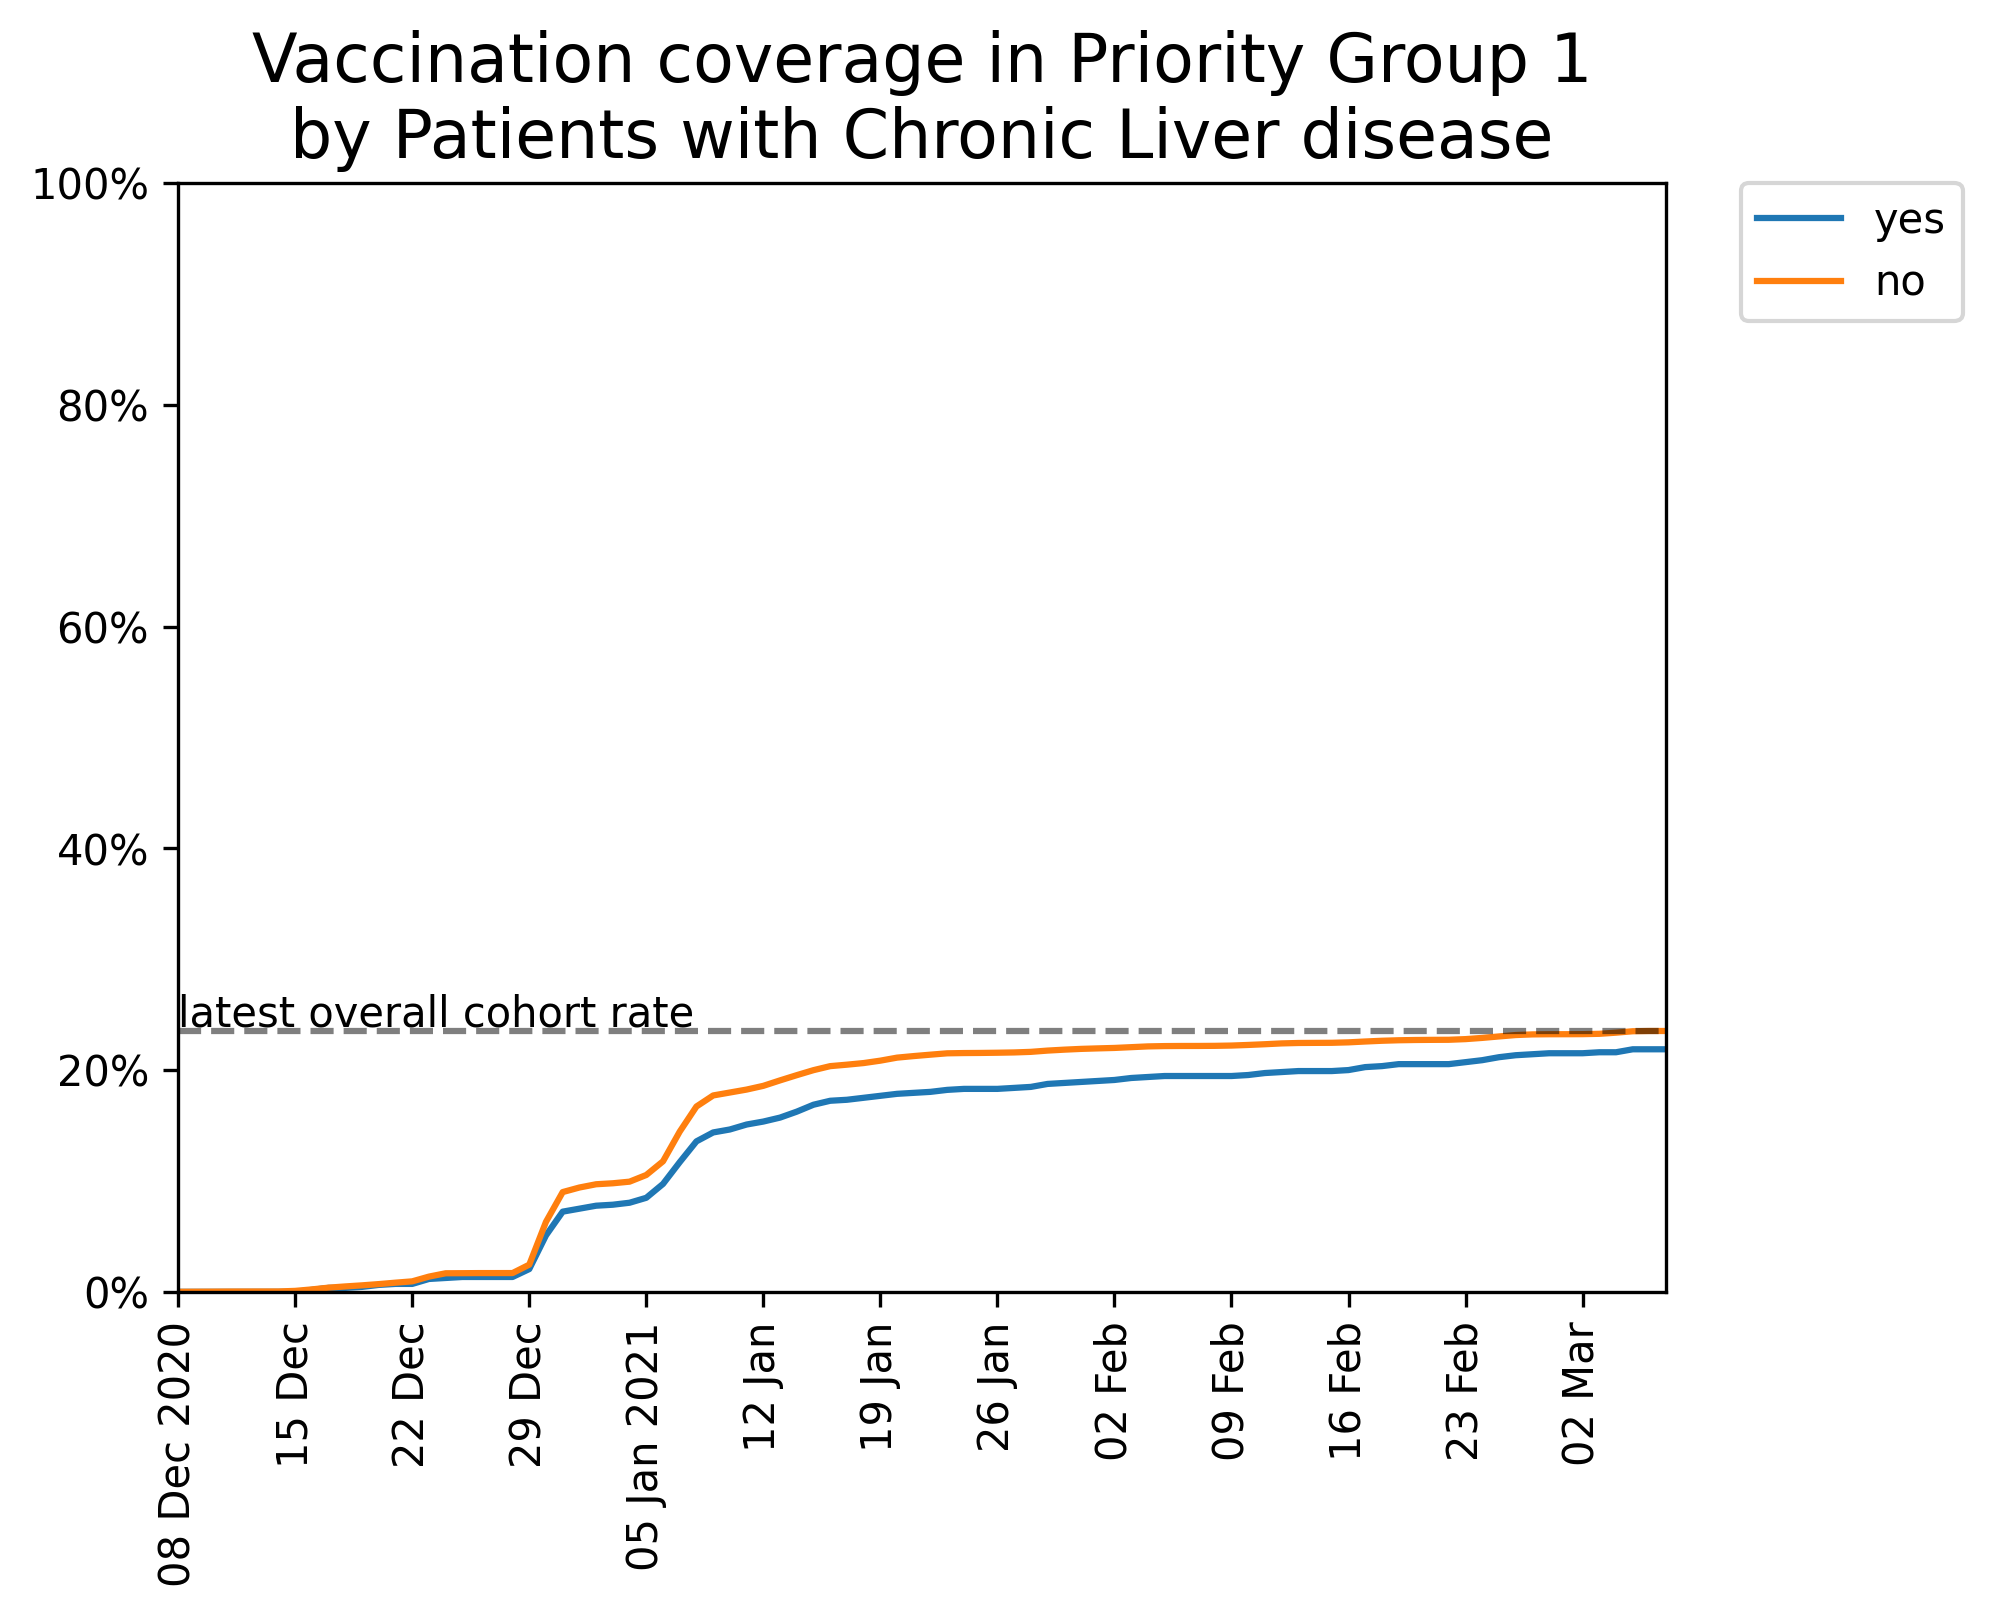 Vaccination coverage in Priority Group 1
by Patients with Chronic Liver disease
100%
80%
60%
40%
20%
0%
latest overall cohort rate
yes
no
08 Dec 2020
15 Dec
22 Dec
29 Dec
05 Jan 2021
12 Jan
19 Jan
26 Jan
02 Feb
09 Feb
16 Feb
23 Feb
02 Mar